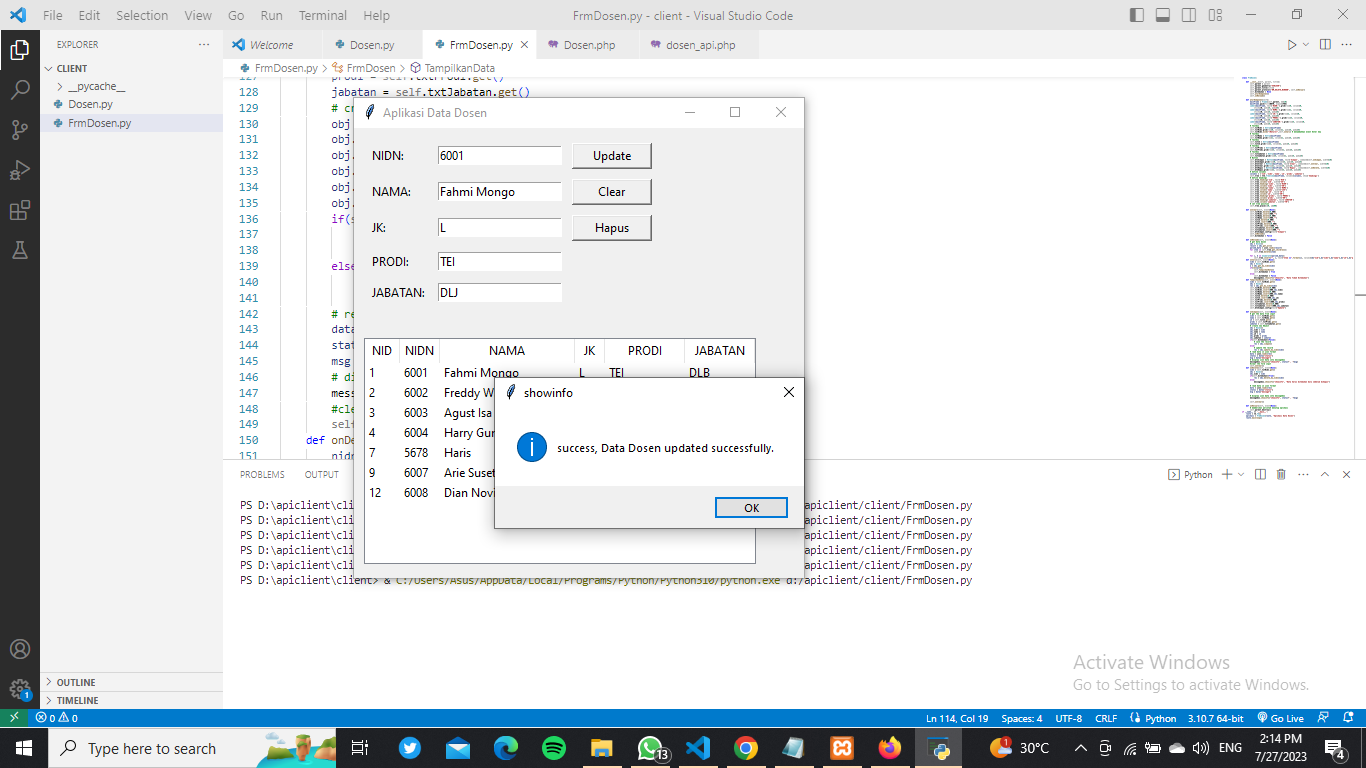 File Edit Selection View Go Run Terminal Help FrmDosen.py - client - Visual Studio Code
EXPLORER
CLIENT
__pycache__
Dosen.py
FrmDosen.py
OUTLINE
TIMELINE
Welcome Dosen.py FrmDosen.py Dosen.php dosen_api.php
FrmDosen.py > FrmDosen > TampilkanData
127 prodi = self.txtProdi.get()
128 jabatan = self.txtJabatan.get()
129 # cr
130 obj
131 obj.
132 obj.
133 obj.
134 obj.
135 obj.
136 if(s
137
138
139 else
140
141
142 # re
143 data
144 stat
145 msg
146 # di
147 mess
148 #cle
149 self
150 def onDe
151 nidn
Aplikasi Data Dosen
NIDN: 6001 Update
NAMA: Fahmi Mongo Clear
JK: L Hapus
PRODI: TEI
JABATAN: DLJ
NID NIDN NAMA JK PRODI JABATAN
1 6001 Fahmi Mongo L TEI DLB
2 6002 Freddy W
3 6003 Agust Isa
4 6004 Harry Gur
7 5678 Haris
9 6007 Arie Suset
12 6008 Dian Novi
showinfo
success, Data Dosen updated successfully.
OK
PROBLEMS OUTPUT Python
PS D:\apiclient\cli apiclient/client/FrmDosen.py
PS D:\apiclient\cli apiclient/client/FrmDosen.py
PS D:\apiclient\cli apiclient/client/FrmDosen.py
PS D:\apiclient\cli apiclient/client/FrmDosen.py
PS D:\apiclient\cli apiclient/client/FrmDosen.py
PS D:\apiclient\client> & C:/Users/Asus/AppData/Local/Programs/Python/Python310/python.exe d:/apiclient/client/FrmDosen.py
Activate Windows
Go to Settings to activate Windows.
0 0 Ln 114, Col 19 Spaces: 4 UTF-8 CRLF Python 3.10.7 64-bit Go Live
1
Type here to search
13
1
30°C
ENG
2:14 PM
7/27/2023
4